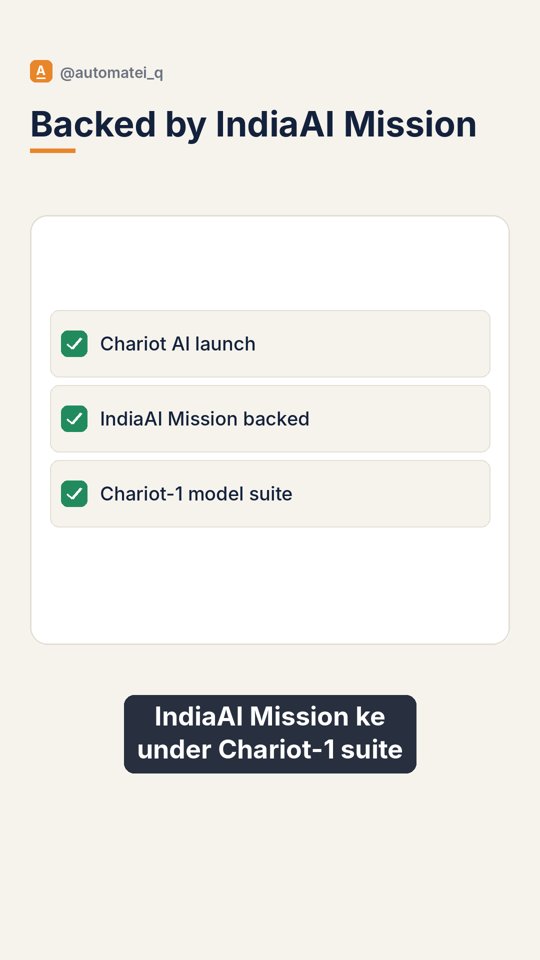 A
@automatei_q
Backed by IndiaAI Mission
Chariot AI launch
IndiaAI Mission backed
Chariot-1 model suite
IndiaAI Mission ke
under Chariot-1 suite